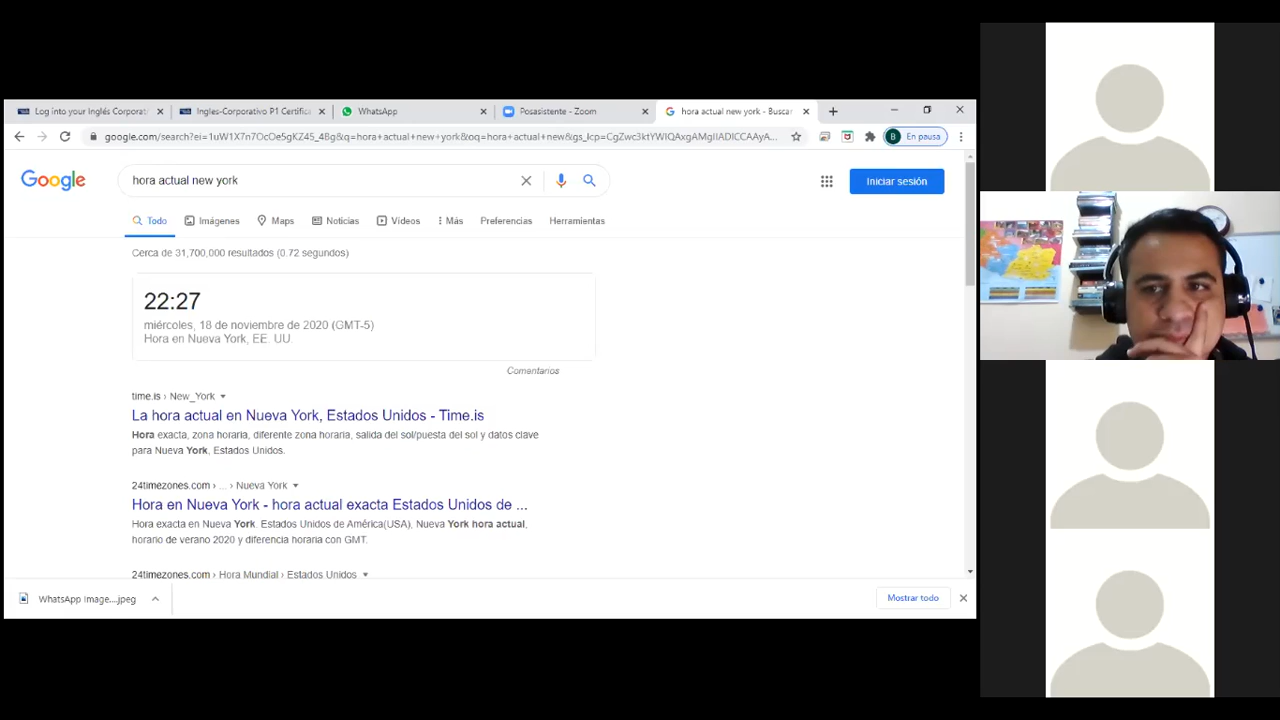 Log into your Inglés Corporati
Ingles-Corporativo P1 Certifica
WhatsApp
Posasistente - Zoom
hora actual new york - Buscar
google.com/search?ei=1uW1X7n7OcOe5gKZ45_4Bg&q=hora+actual+new+york&oq=hora+actual+new&gs_lcp=CgZwc3ktYWIQAxgAMgIIADICCAAyA...
B
En pausa
Google
hora actual new york
Iniciar sesión
Todo
Imágenes
Maps
Noticias
Vídeos
Más
Preferencias
Herramientas
Cerca de 31,700,000 resultados (0.72 segundos)
22:27
miércoles, 18 de noviembre de 2020 (GMT-5)
Hora en Nueva York, EE. UU.
Comentarios
time.is › New_York
La hora actual en Nueva York, Estados Unidos - Time.is
Hora exacta, zona horaria, diferente zona horaria, salida del sol/puesta del sol y datos clave
para Nueva York, Estados Unidos.
24timezones.com › ... › Nueva York
Hora en Nueva York - hora actual exacta Estados Unidos de ...
Hora exacta en Nueva York. Estados Unidos de América(USA), Nueva York hora actual,
horario de verano 2020 y diferencia horaria con GMT.
24timezones.com › Hora Mundial › Estados Unidos
WhatsApp Image....jpeg
Mostrar todo